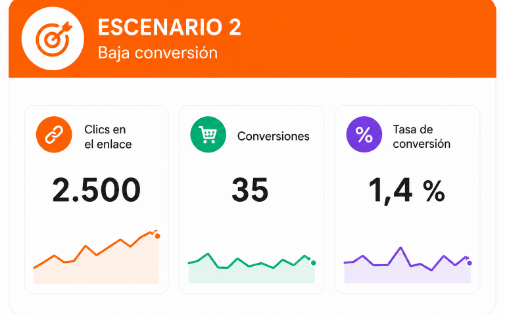 ESCENARIO 2
Baja conversión
Clics en
el enlace
2.500
Conversiones
35
%
Tasa de
conversión
1,4 %